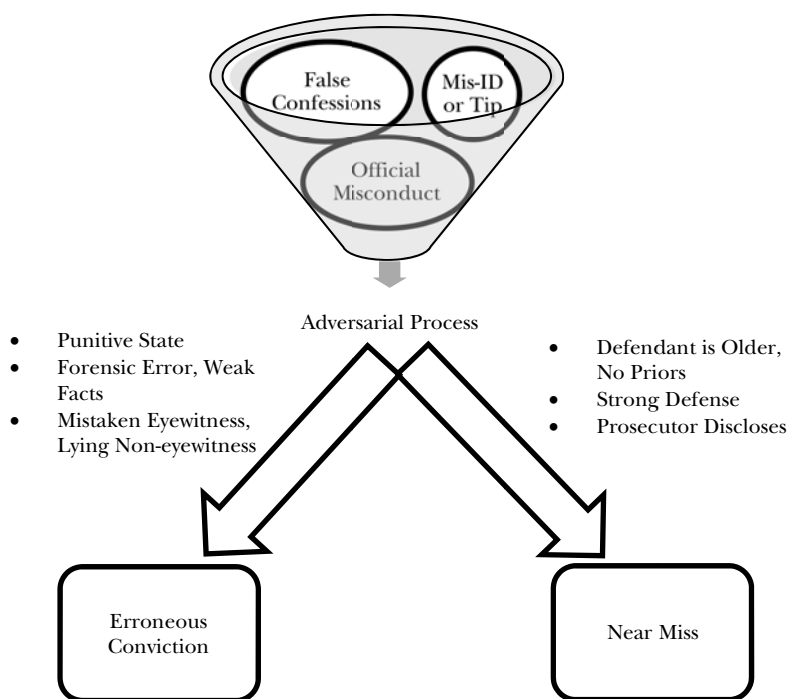 False
Confessions
Mis-ID
or Tip
Official
Misconduct
Adversarial Process
• Punitive State
• Forensic Error, Weak
Facts
• Mistaken Eyewitness,
Lying Non-eyewitness
• Defendant is Older,
No Priors
• Strong Defense
• Prosecutor Discloses
Erroneous
Conviction
Near Miss